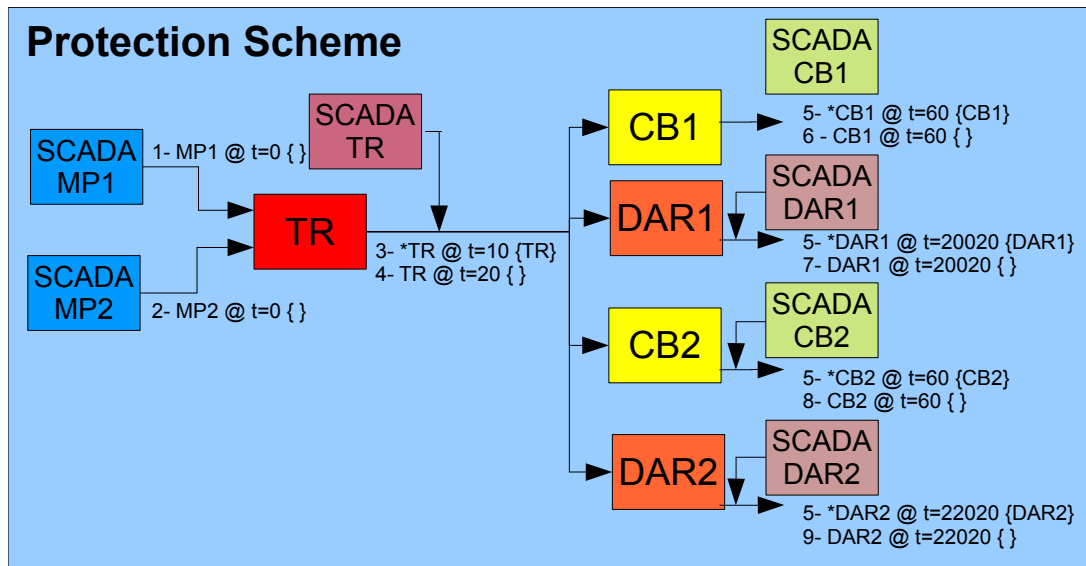 Protection Scheme
SCADA
MP1
1- MP1 @ t=0 { }
SCADA
MP2
2- MP2 @ t=0 { }
SCADA
TR
TR
3- *TR @ t=10 {TR}
4- TR @ t=20 { }
SCADA
CB1
CB1
5- *CB1 @ t=60 {CB1}
6 - CB1 @ t=60 { }
SCADA
DAR1
DAR1
5- *DAR1 @ t=20020 {DAR1}
7- DAR1 @ t=20020 { }
SCADA
CB2
CB2
5- *CB2 @ t=60 {CB2}
8- CB2 @ t=60 { }
SCADA
DAR2
DAR2
5- *DAR2 @ t=22020 {DAR2}
9- DAR2 @ t=22020 { }